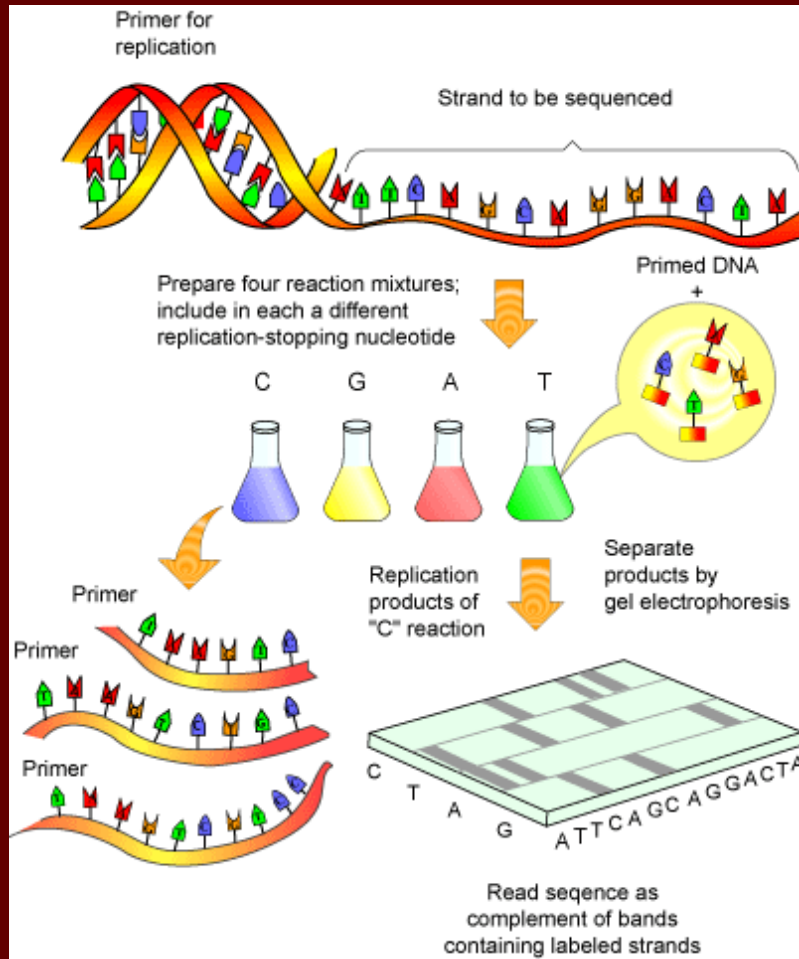 Primer for
replication
Strand to be sequenced
A T T C A G C A G G A C T A
Prepare four reaction mixtures;
include in each a different
replication-stopping nucleotide
Primed DNA
+
C G A T
A
C
G
T
Primer
T A A G T C
Primer
Primer
Replication
products of
"C" reaction
Separate
products by
gel electrophoresis
C
T
A
G
ATTCAGCAGGACTA
Read seqence as
complement of bands
containing labeled strands